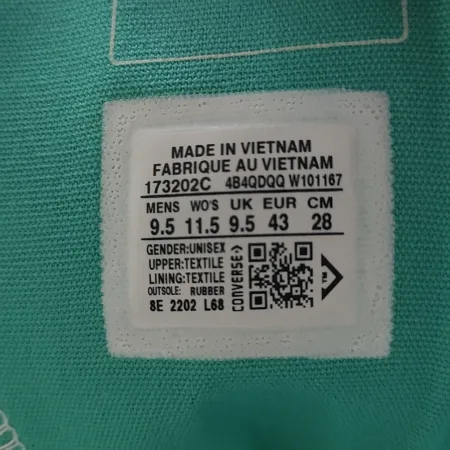 MADE IN VIETNAM
FABRIQUE AU VIETNAM
173202C 4B4QDQQ W101167
MENS WO'S UK EUR CM
9.5 11.5 9.5 43 28
GENDER:UNISEX
UPPER:TEXTILE
LINING:TEXTILE
OUTSOLE: RUBBER
8E 2202 L68
CONVERSE